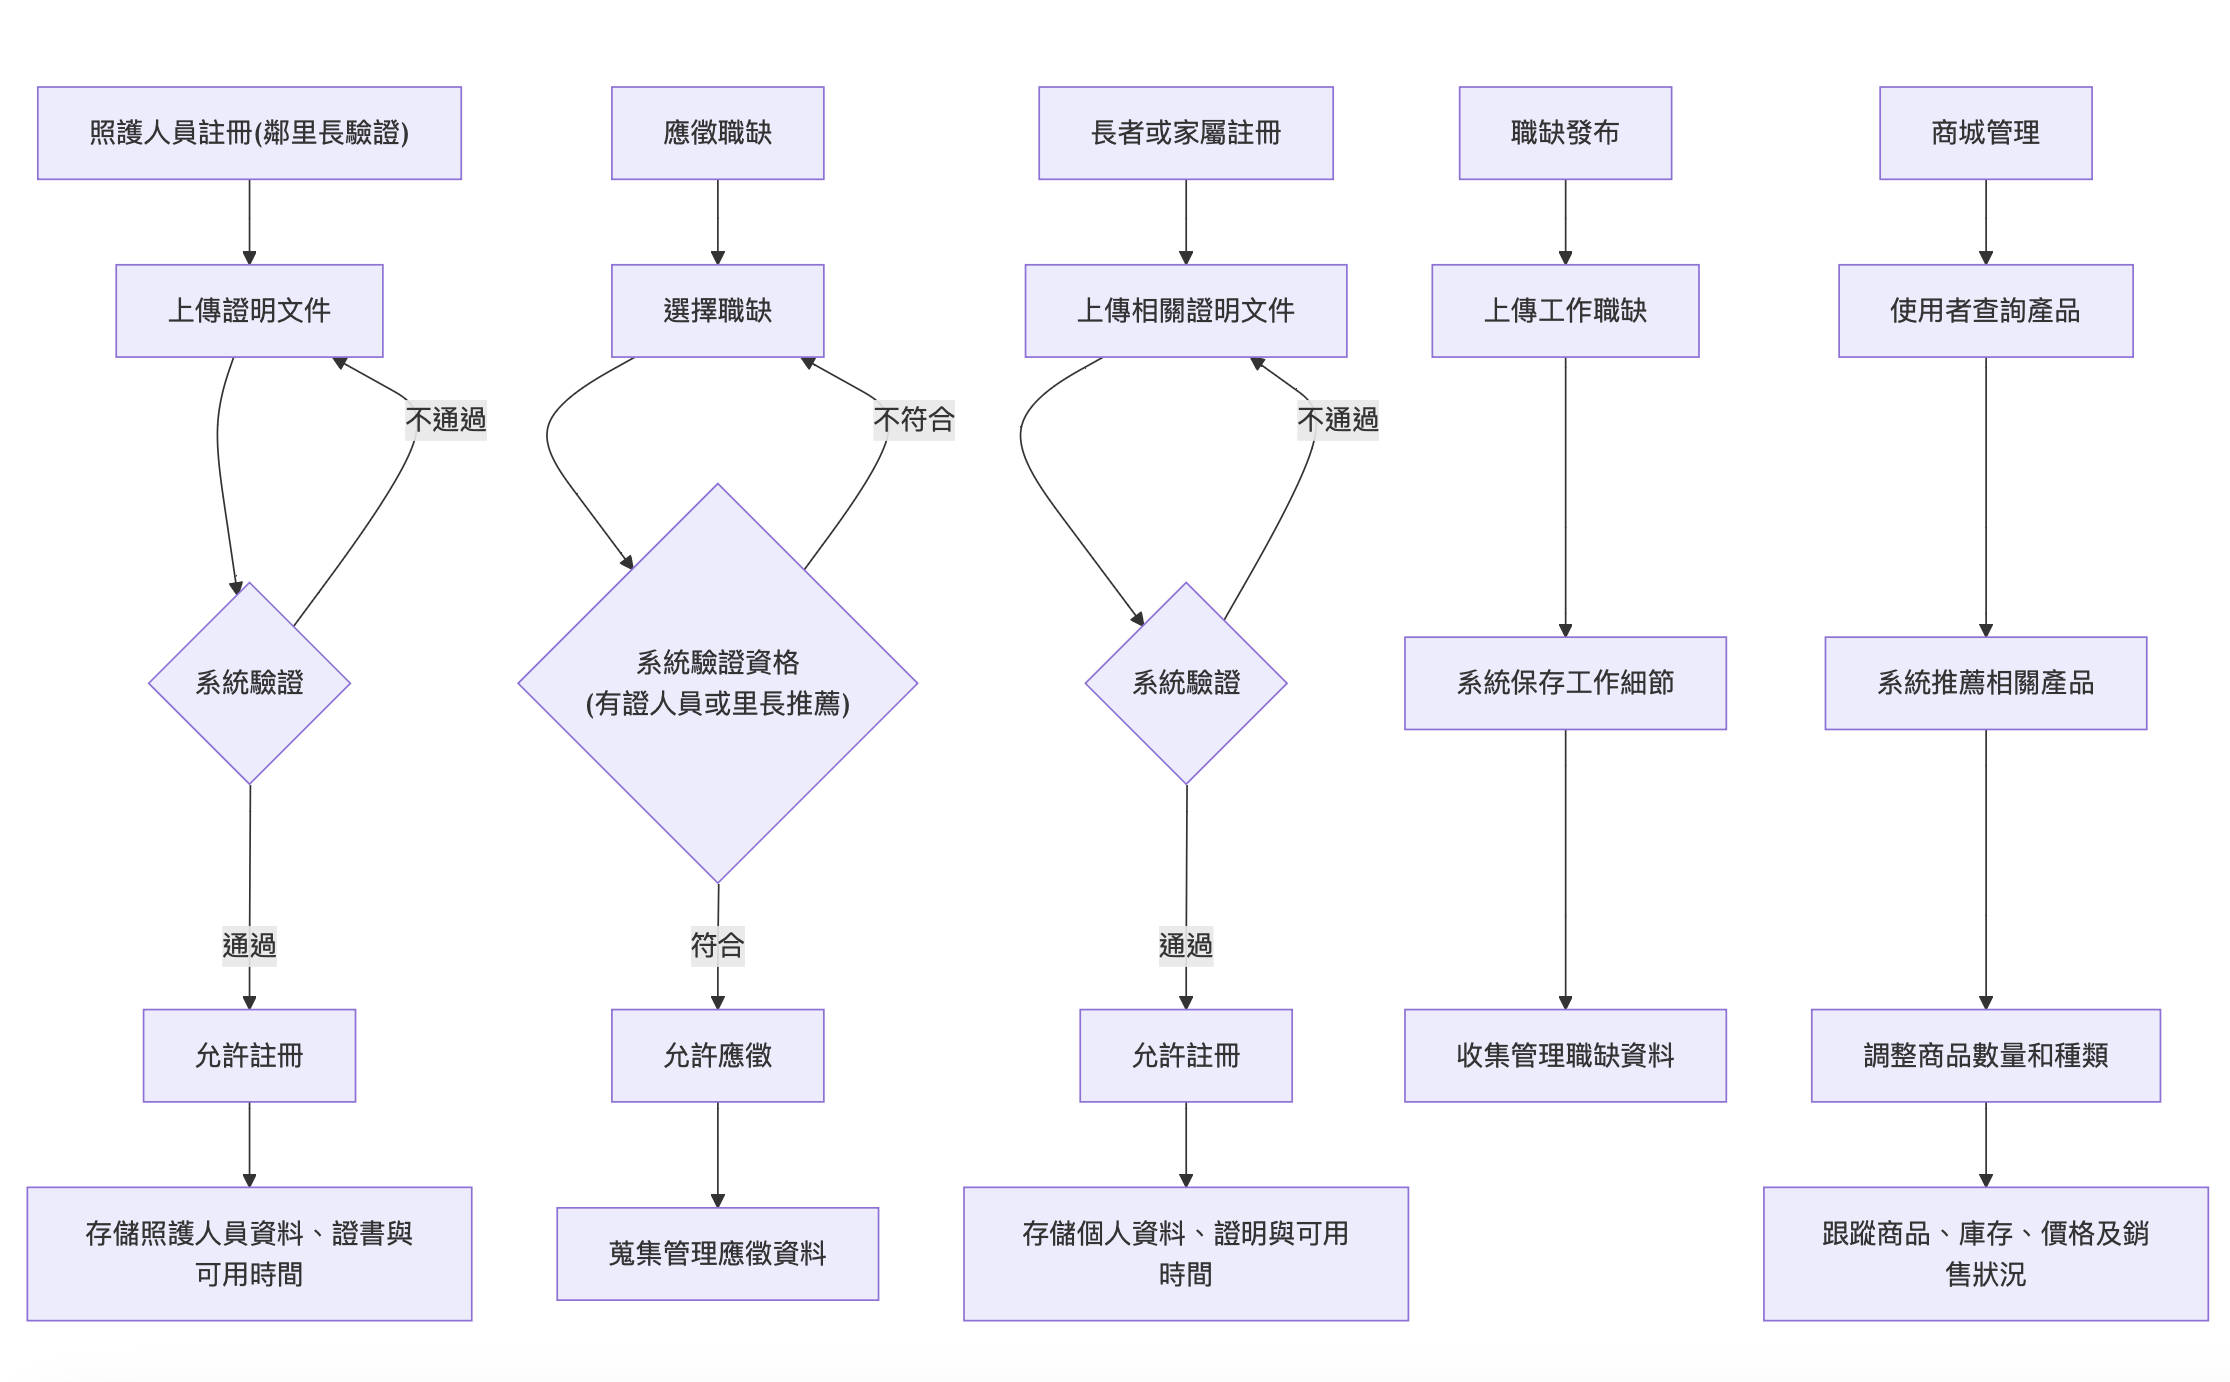 照護人員註冊(鄰里長驗證)
應徵職缺
長者或家屬註冊
職缺發布
商城管理
上傳證明文件
選擇職缺
上傳相關證明文件
上傳工作職缺
使用者查詢產品
不通過
不符合
不通過
系統驗證
系統驗證資格
(有證人員或里長推薦)
系統驗證
系統保存工作細節
系統推薦相關產品
通過
符合
通過
允許註冊
允許應徵
允許註冊
收集管理職缺資料
調整商品數量和種類
存儲照護人員資料、證書與
可用時間
蒐集管理應徵資料
存儲個人資料、證明與可用
時間
跟蹤商品、庫存、價格及銷
售狀況